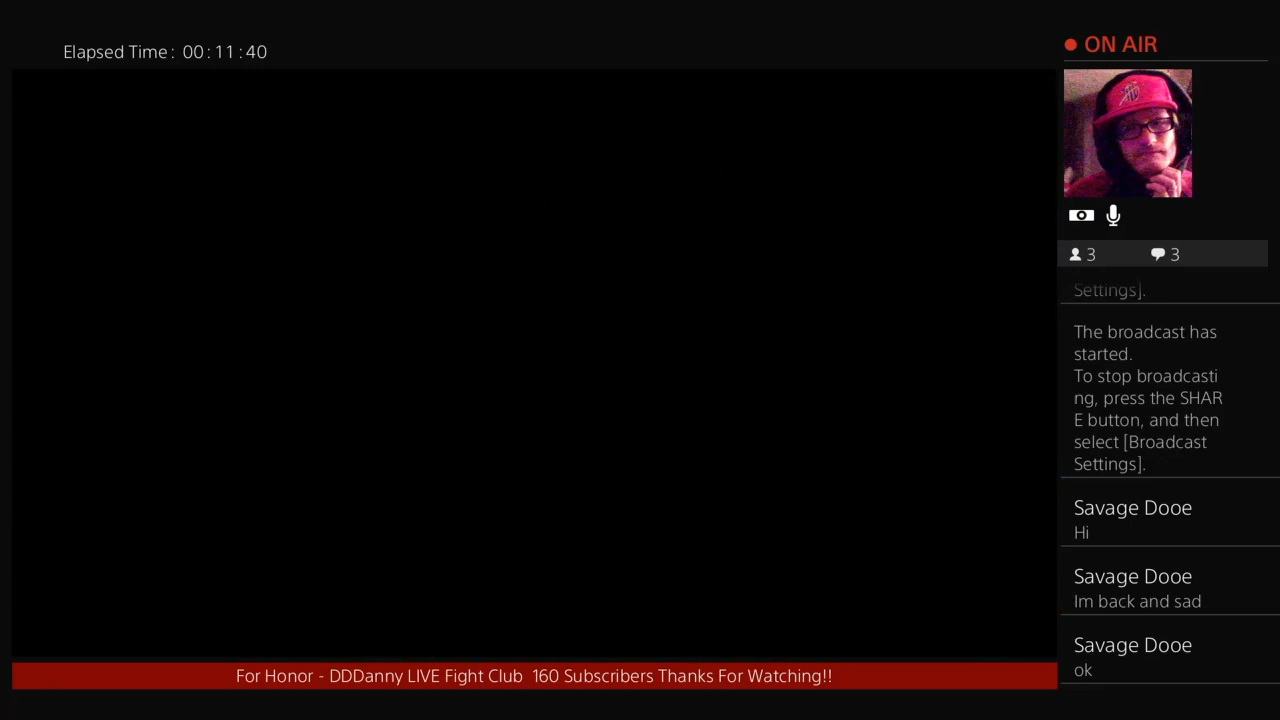 Elapsed Time: 00:11:40
ON AIR
3 3
Settings].
The broadcast has
started.
To stop broadcasti
ng, press the SHAR
E button, and then
select [Broadcast
Settings].
Savage Dooe
Hi
Savage Dooe
Im back and sad
Savage Dooe
ok
For Honor - DDDanny LIVE Fight Club 160 Subscribers Thanks For Watching!!